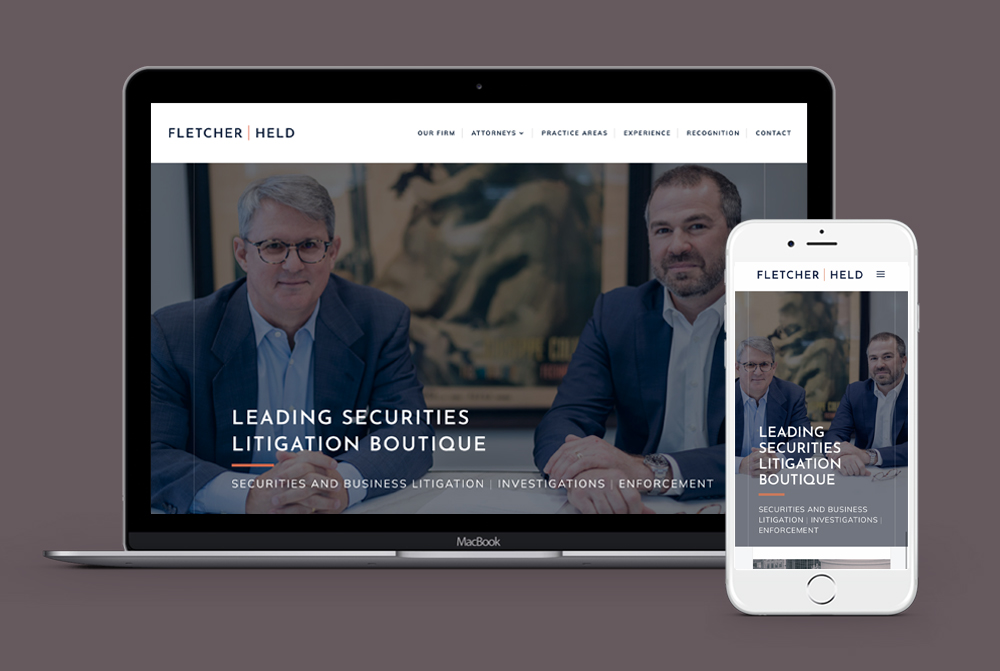 FLETCHER | HELD
OUR FIRM | ATTORNEYS | PRACTICE AREAS | EXPERIENCE | RECOGNITION | CONTACT
LEADING SECURITIES
LITIGATION BOUTIQUE
SECURITIES AND BUSINESS LITIGATION | INVESTIGATIONS | ENFORCEMENT
MacBook
FLETCHER | HELD
LEADING
SECURITIES
LITIGATION
BOUTIQUE
SECURITIES AND BUSINESS
LITIGATION | INVESTIGATIONS |
ENFORCEMENT